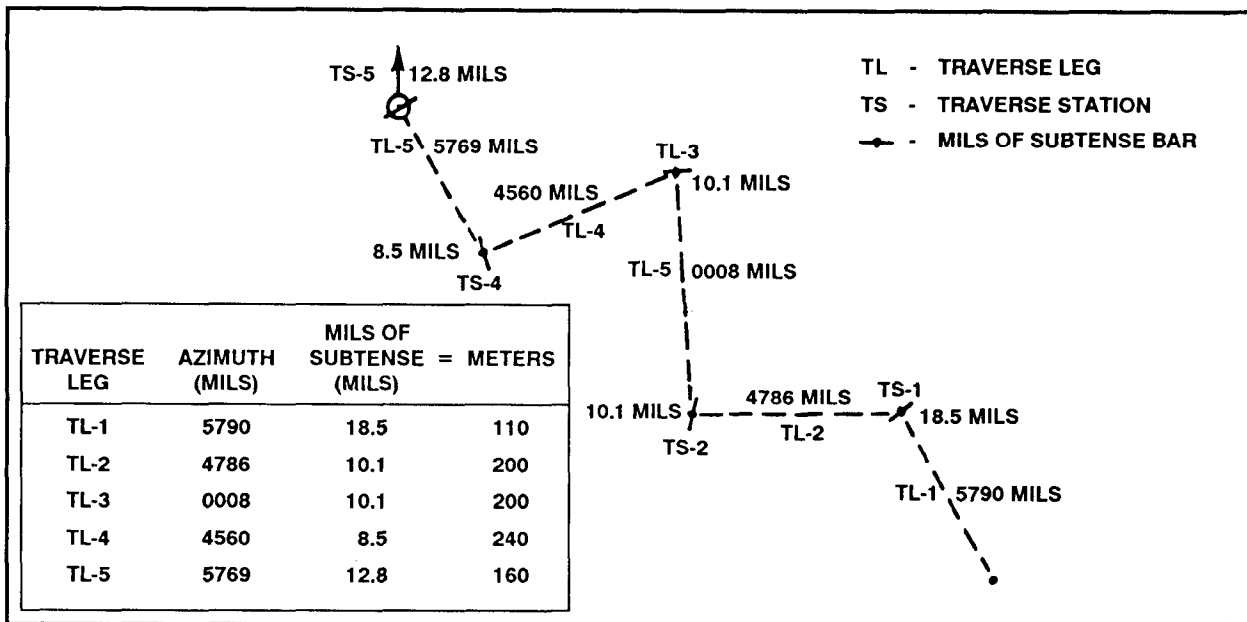 TS-5 12.8 MILS
TL-5 5769 MILS
TL-3
10.1 MILS
4560 MILS
TL-4
8.5 MILS
TS-4
TL-5 0008 MILS
TL - TRAVERSE LEG
TS - TRAVERSE STATION
- MILS OF SUBTENSE BAR
10.1 MILS
TS-2
4786 MILS
TL-2
TS-1
18.5 MILS
TL-1 5790 MILS
MILS OF
TRAVERSE AZIMUTH SUBTENSE = METERS
LEG (MILS) (MILS)
TL-1 5790 18.5 110
TL-2 4786 10.1 200
TL-3 0008 10.1 200
TL-4 4560 8.5 240
TL-5 5769 12.8 160